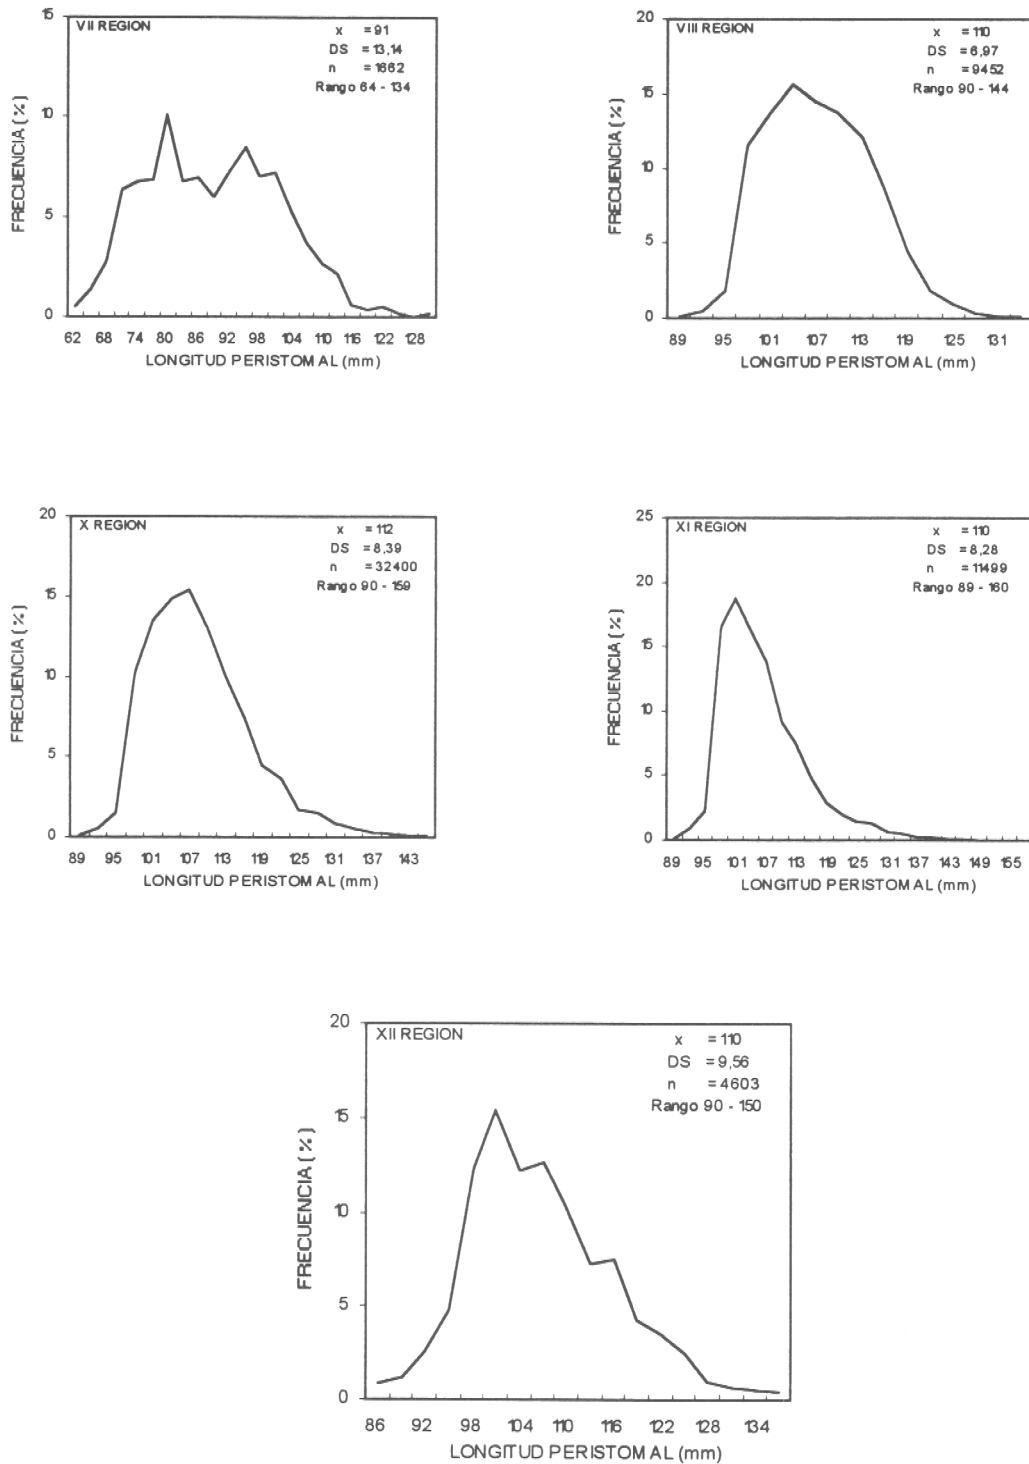 VII REGION
x = 91
DS = 13,14
n = 1662
Rango 64 - 134
FRECUENCIA (%)
15
10
5
0
62 68 74 80 86 92 98 104 110 116 122 128
LONGITUD PERISTOMAL (mm)
VIII REGION
x = 110
DS = 6,97
n = 9452
Rango 90 - 144
FRECUENCIA (%)
20
15
10
5
0
89 95 101 107 113 119 125 131
LONGITUD PERISTOMAL (mm)
X REGION
x = 112
DS = 8,39
n = 32400
Rango 90 - 159
FRECUENCIA (%)
20
15
10
5
0
89 95 101 107 113 119 125 131 137 143
LONGITUD PERISTOMAL (mm)
XI REGION
x = 110
DS = 8,28
n = 11499
Rango 89 - 160
FRECUENCIA (%)
25
20
15
10
5
0
89 95 101 107 113 119 125 131 137 143 149 155
LONGITUD PERISTOMAL (mm)
XII REGION
x = 110
DS = 9,56
n = 4603
Rango 90 - 150
FRECUENCIA (%)
20
15
10
5
0
86 92 98 104 110 116 122 128 134
LONGITUD PERISTOMAL (mm)